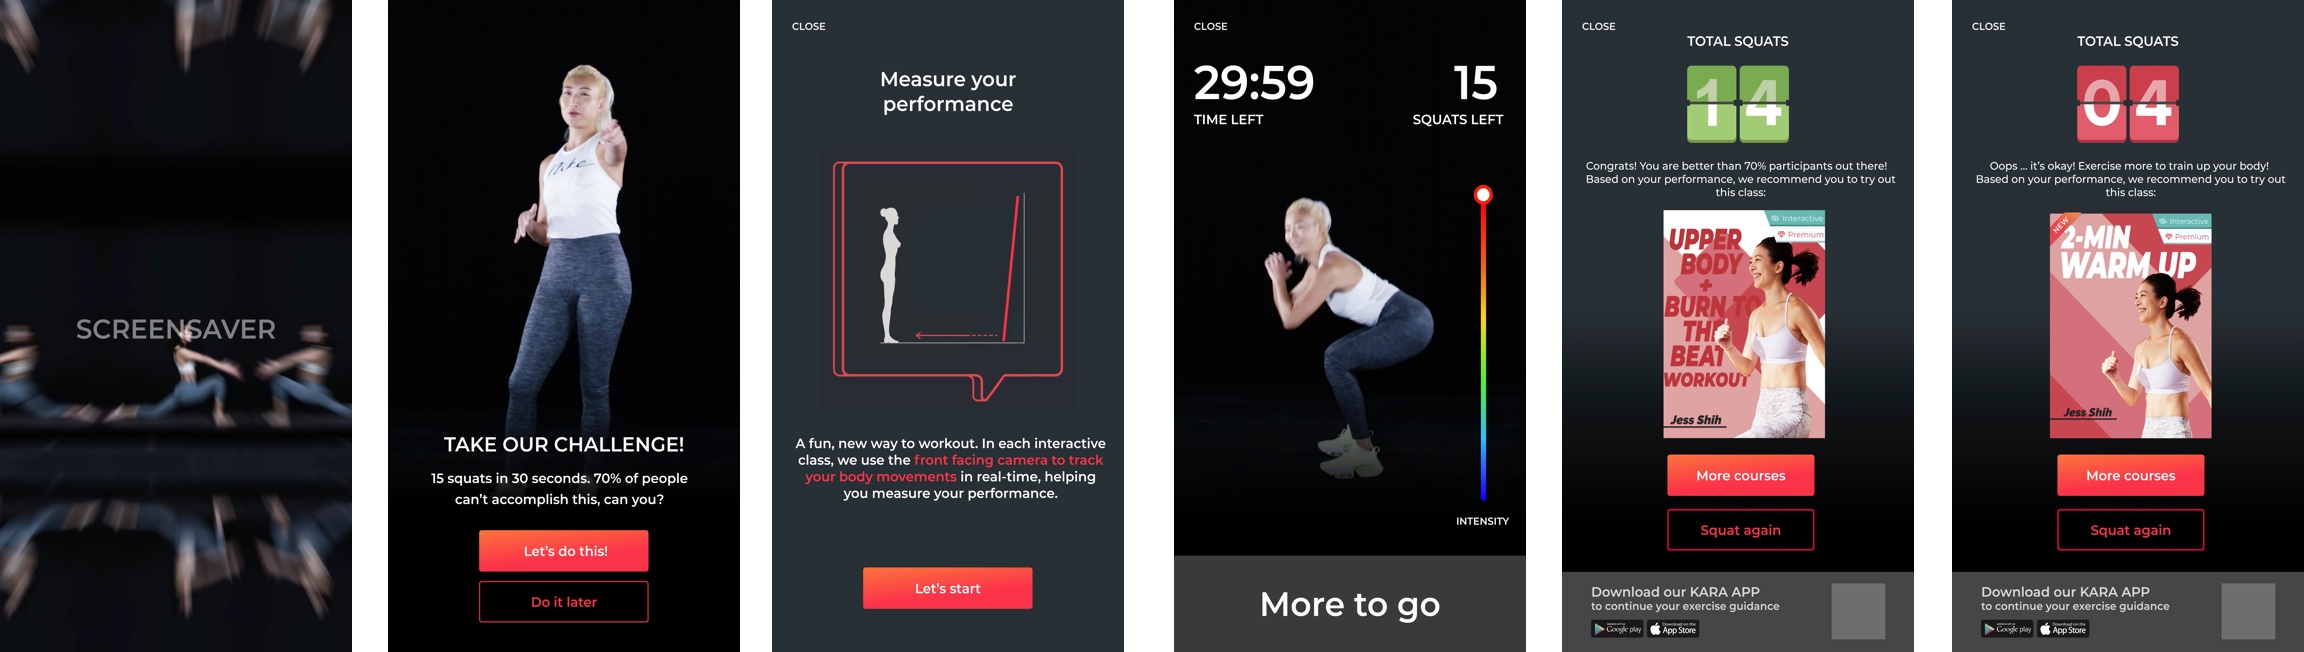 SCREENSAVER
TAKE OUR CHALLENGE!
15 squats in 30 seconds. 70% of people
can't accomplish this, can you?
Let's do this!
Do it later
CLOSE
Measure your
performance
A fun, new way to workout. In each interactive
class, we use the front facing camera to track
your body movements in real-time, helping
you measure your performance.
Let's start
CLOSE
29:59
TIME LEFT
15
SQUATS LEFT
INTENSITY
More to go
CLOSE
TOTAL SQUATS
14
Congrats! You are better than 70% participants out there!
Based on your performance, we recommend you to try out
this class:
Interactive
Premium
UPPER
BODY
+
BURN TO
THE
BEAT
WORKOUT
Jess Shih
More courses
Squat again
Download our KARA APP
to continue your exercise guidance
Google play
Download on the
App Store
CLOSE
TOTAL SQUATS
04
Oops ... it's okay! Exercise more to train up your body!
Based on your performance, we recommend you to try out
this class:
NEW
Interactive
Premium
2-MIN
WARM UP
Jess Shih
More courses
Squat again
Download our KARA APP
to continue your exercise guidance
Google play
Download on the
App Store